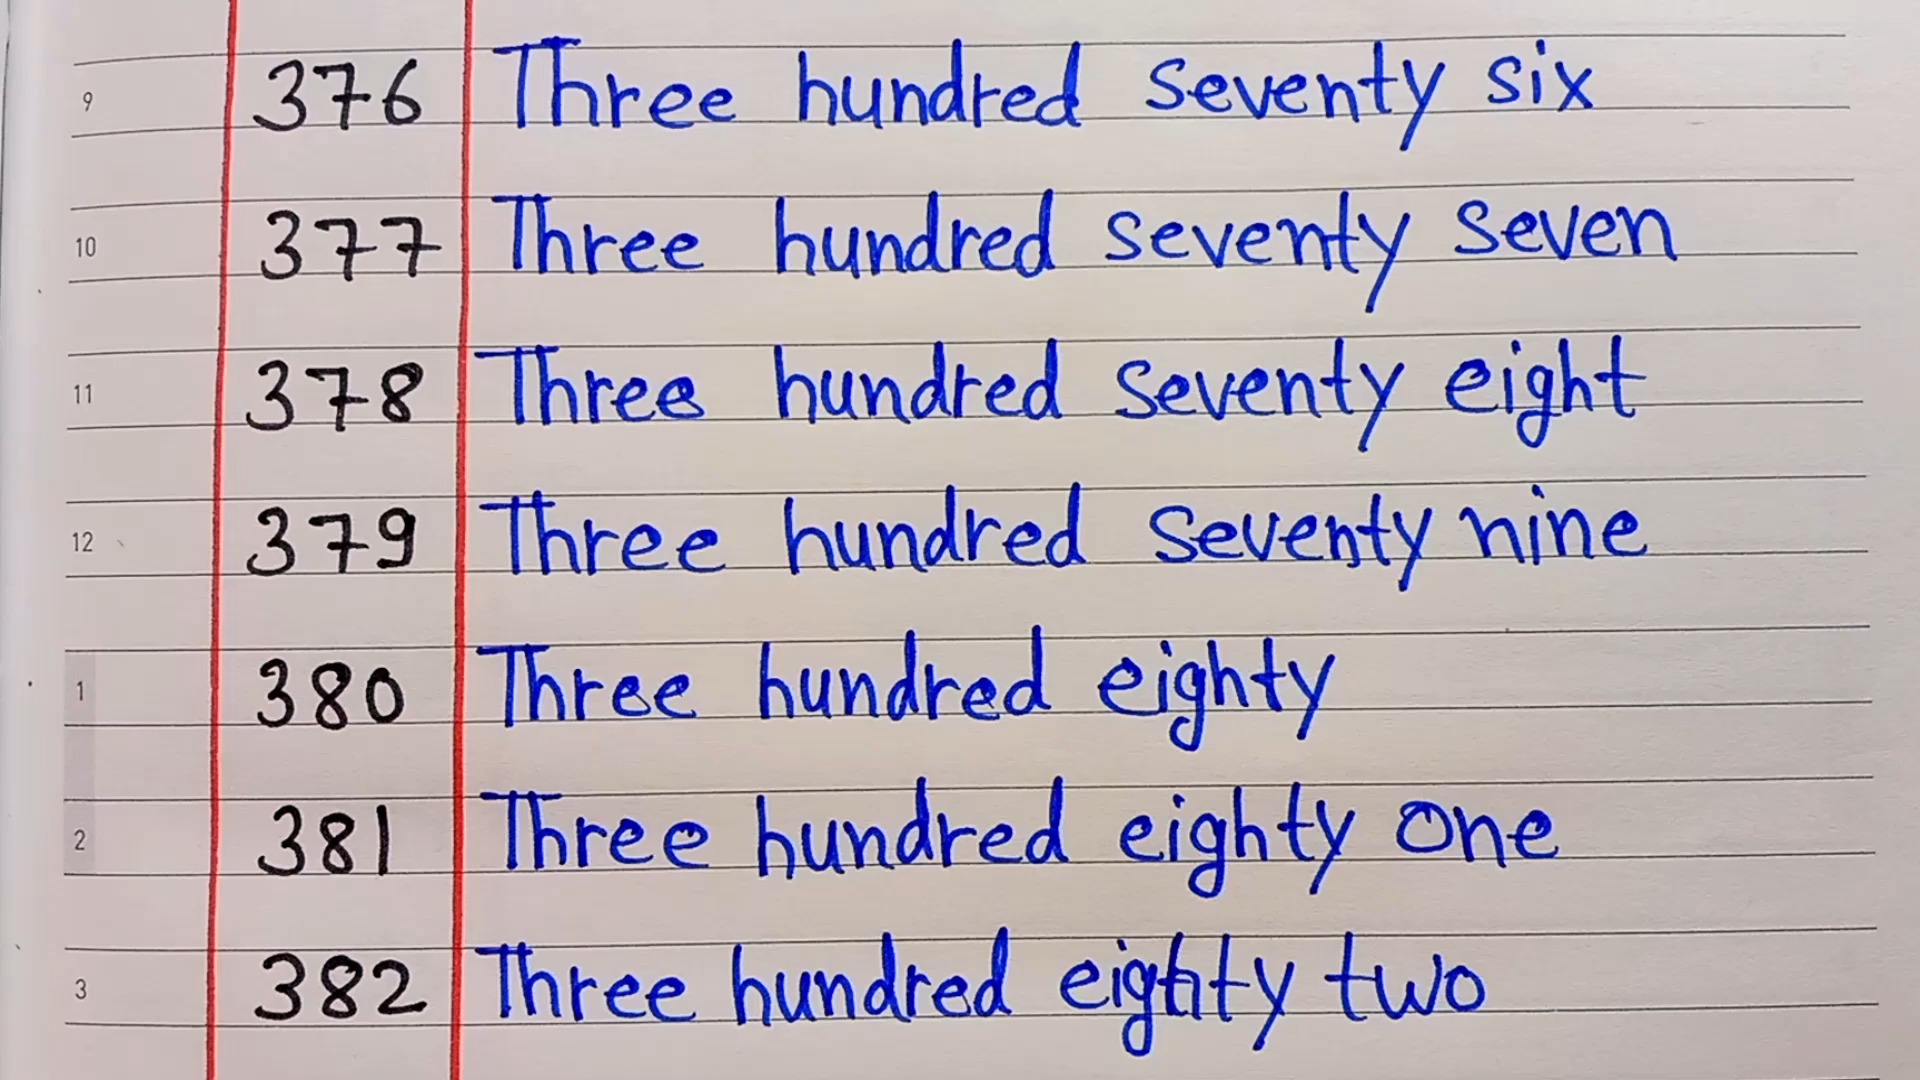 9 376 Three hundred seventy six
10 377 Three hundred seventy seven
11 378 Three hundred seventy eight
12 379 Three hundred seventy nine
1 380 Three hundred eighty
2 381 Three hundred eighty one
3 382 Three hundred eighty two